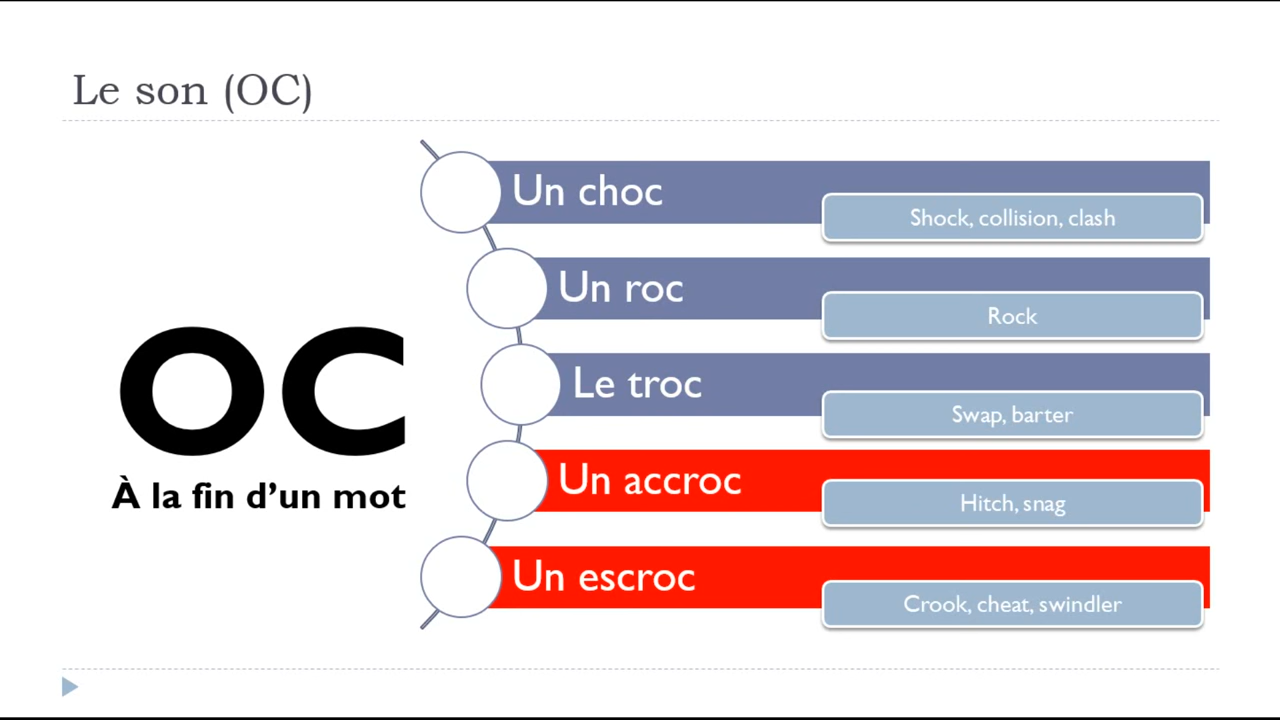 Le son (OC)
OC
À la fin d’un mot
Un choc
Shock, collision, clash
Un roc
Rock
Le troc
Swap, barter
Un accroc
Hitch, snag
Un escroc
Crook, cheat, swindler